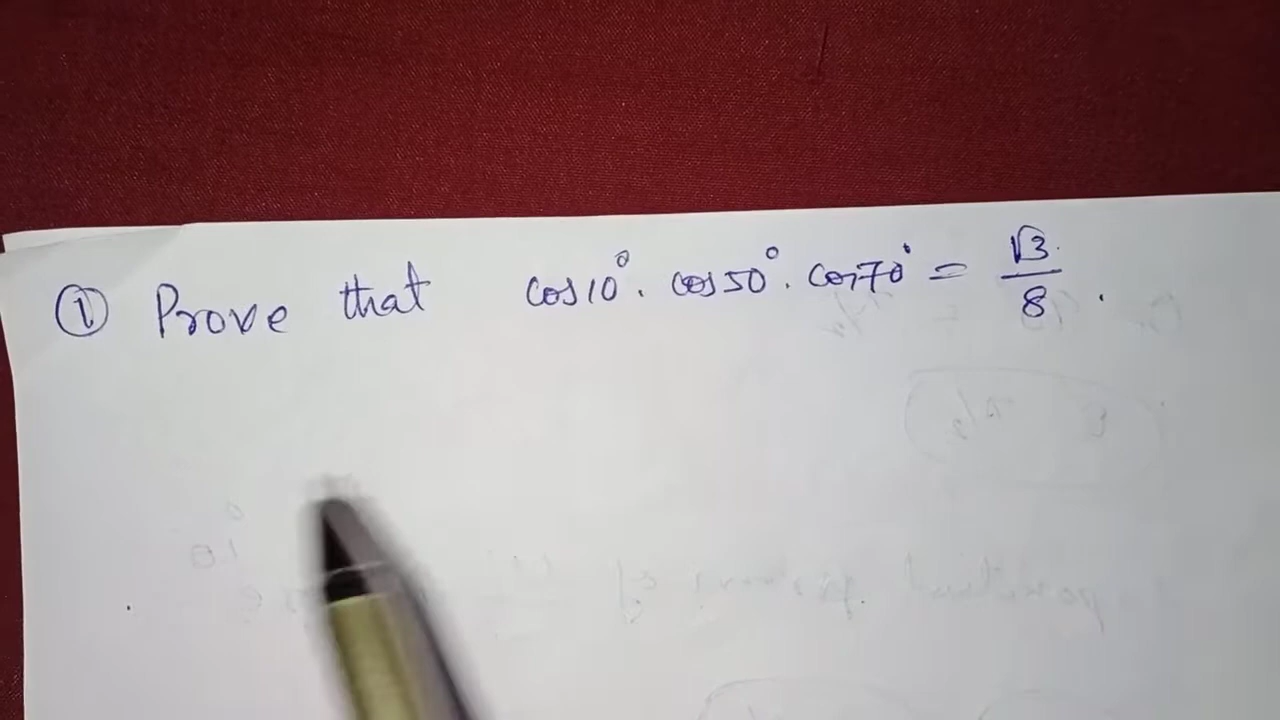 ① Prove that cos10°. cos50°. cos70° = √3/8.